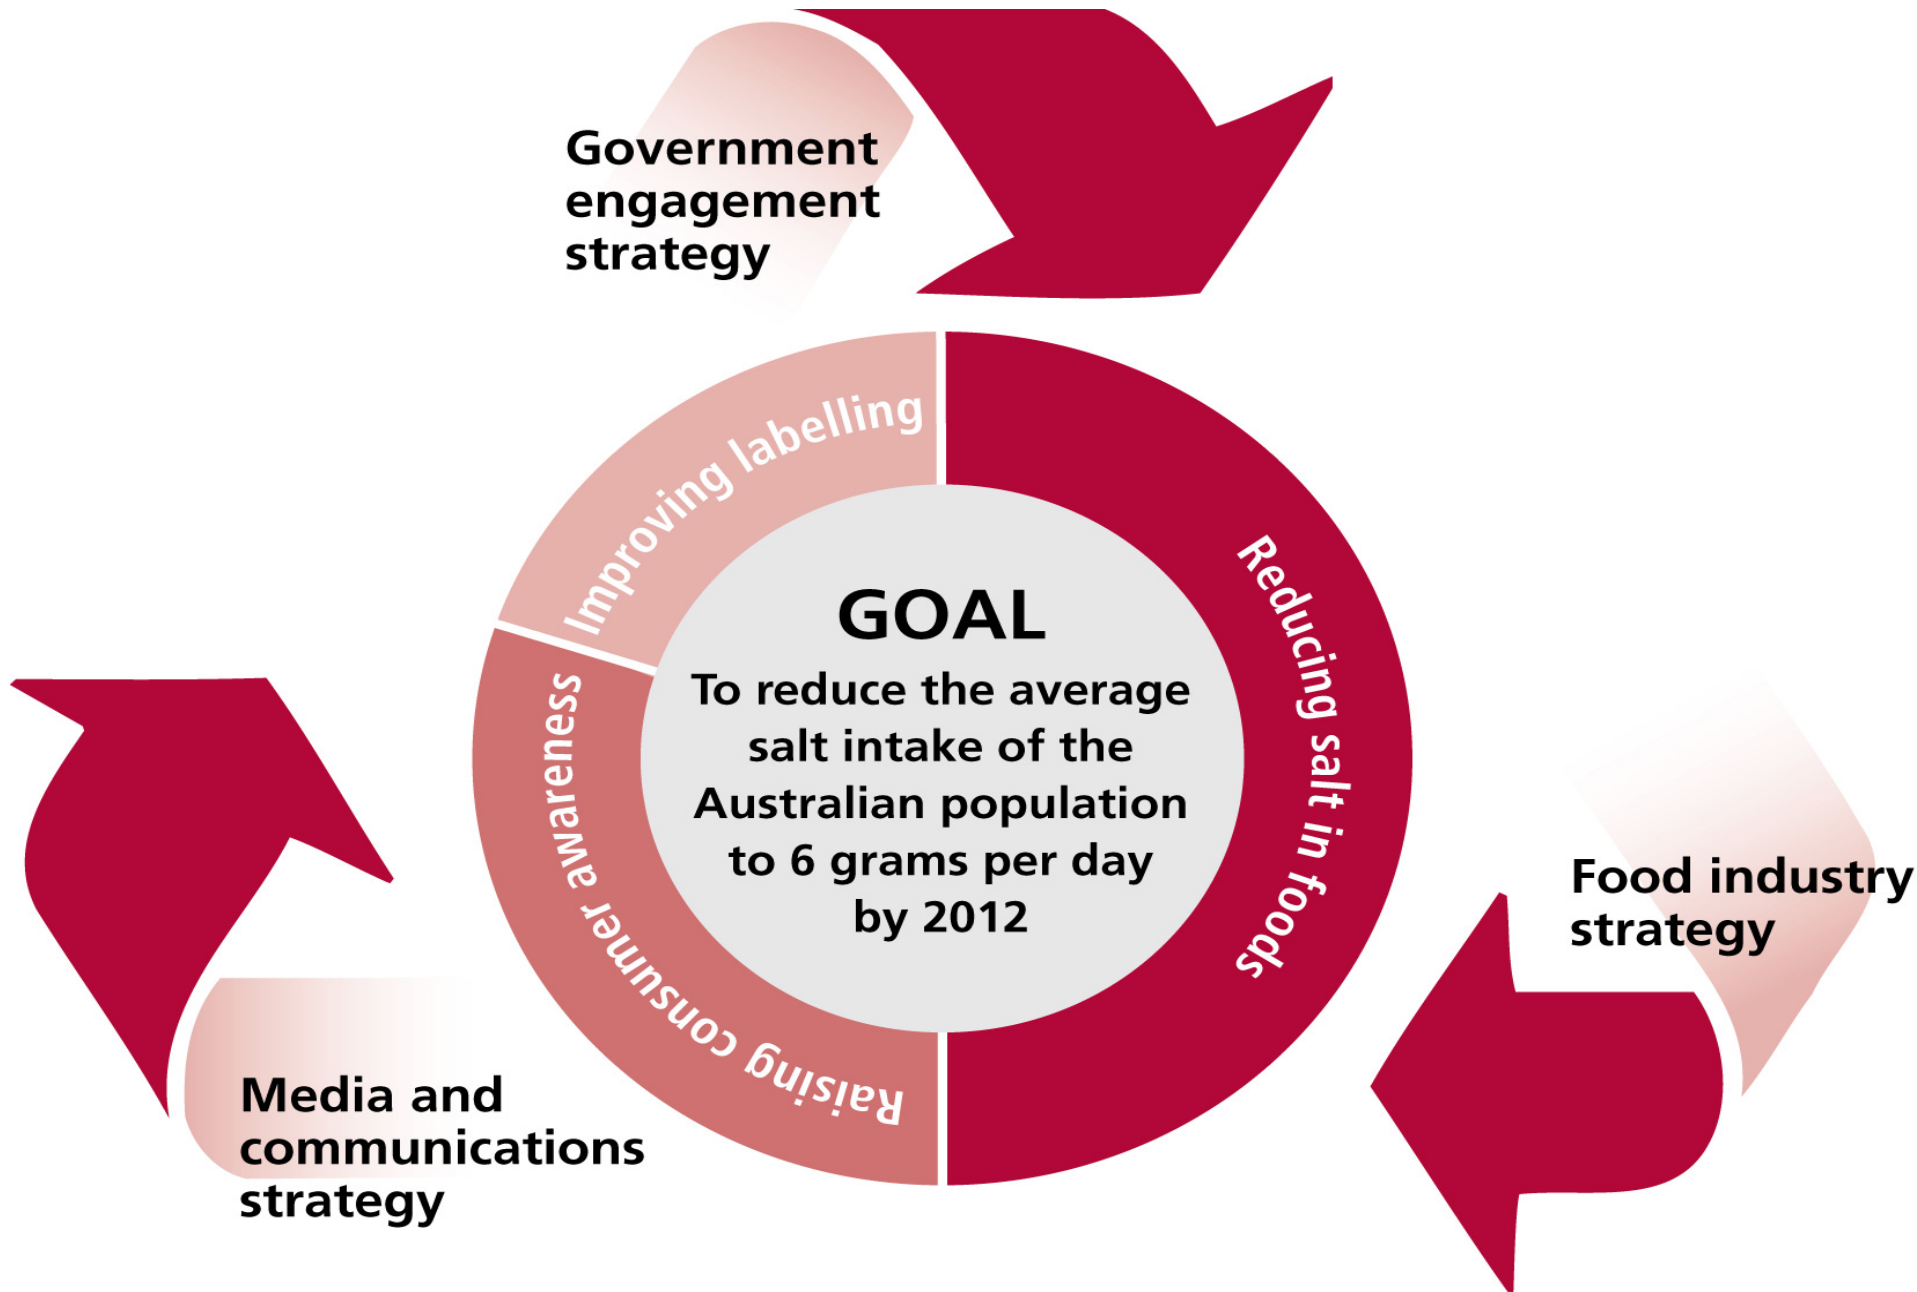 Government
engagement
strategy
Improving labelling
Reducing salt in foods
Raising consumer awareness
GOAL
To reduce the average
salt intake of the
Australian population
to 6 grams per day
by 2012
Food industry
strategy
Media and
communications
strategy